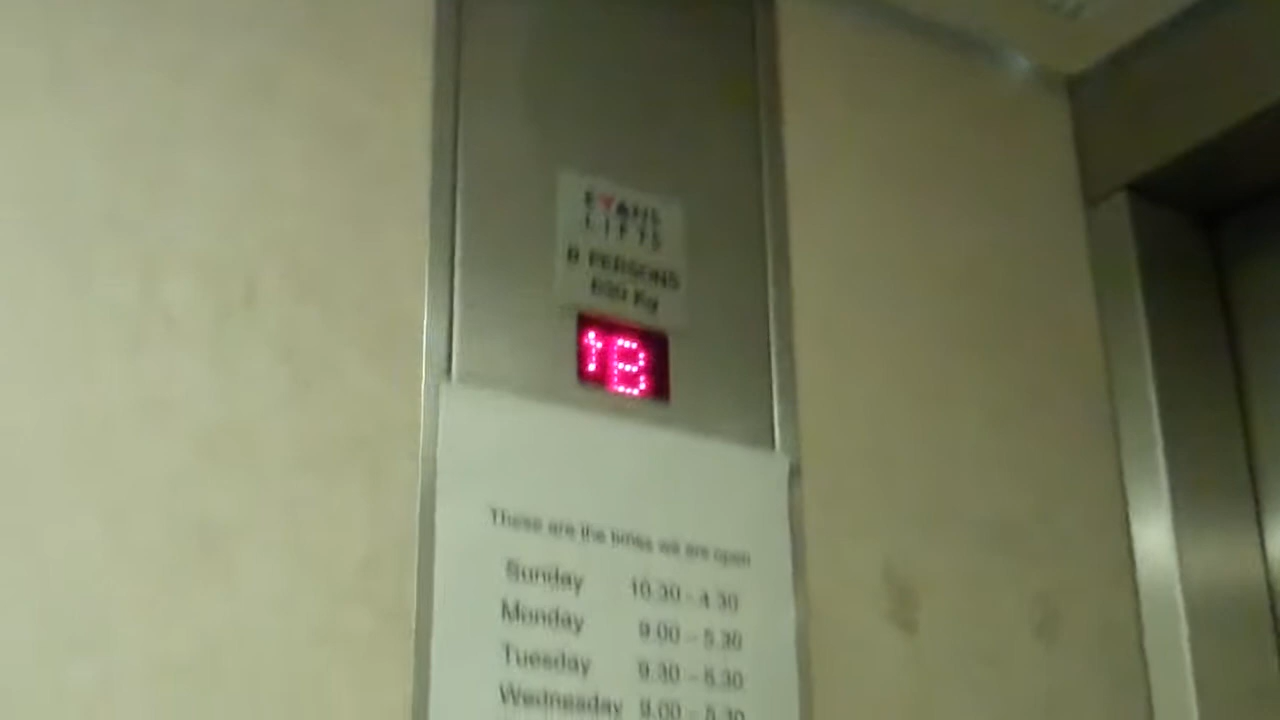 EVANS
LIFTS
8 PERSONS
630 Kg
↑B
These are the times we are open
Sunday 10.30 - 4.30
Monday 9.00 - 5.30
Tuesday 9.30 - 5.30
Wednesday 9.00 - 5.30